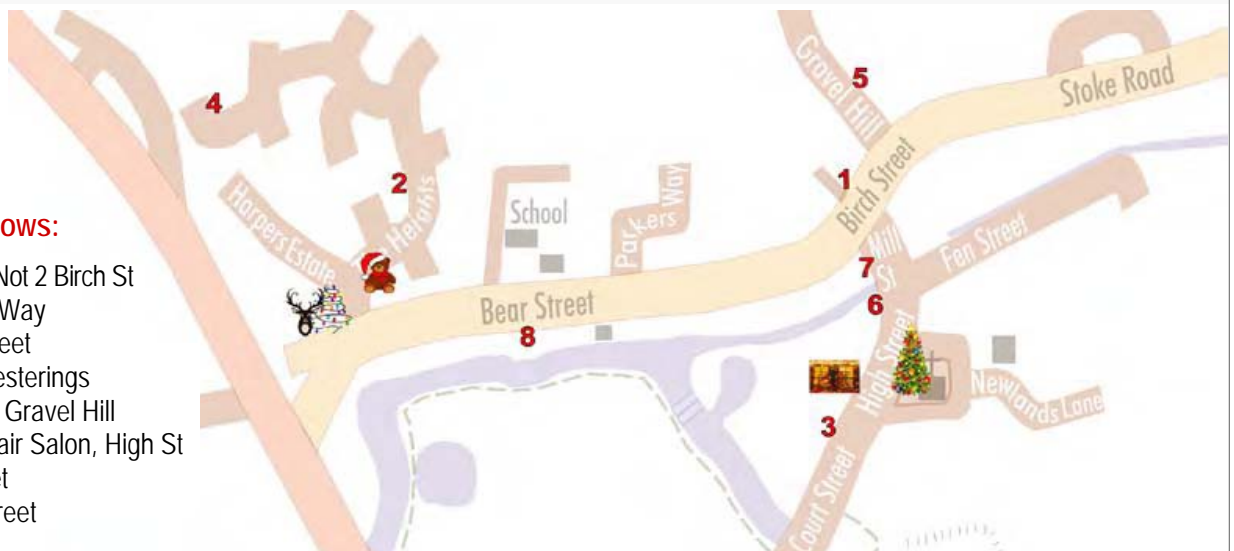 ows:
Not 2 Birch St
Way
eet
esterings
Gravel Hill
air Salon, High St
et
reet
4
2
Harpers Estate
Heights
School
Parkers Way
Bear Street
8
Gravel Hill
5
Stoke Road
1
Birch Street
Mill St
7
6
Fen Street
High Street
Newlands Lane
3
Court Street